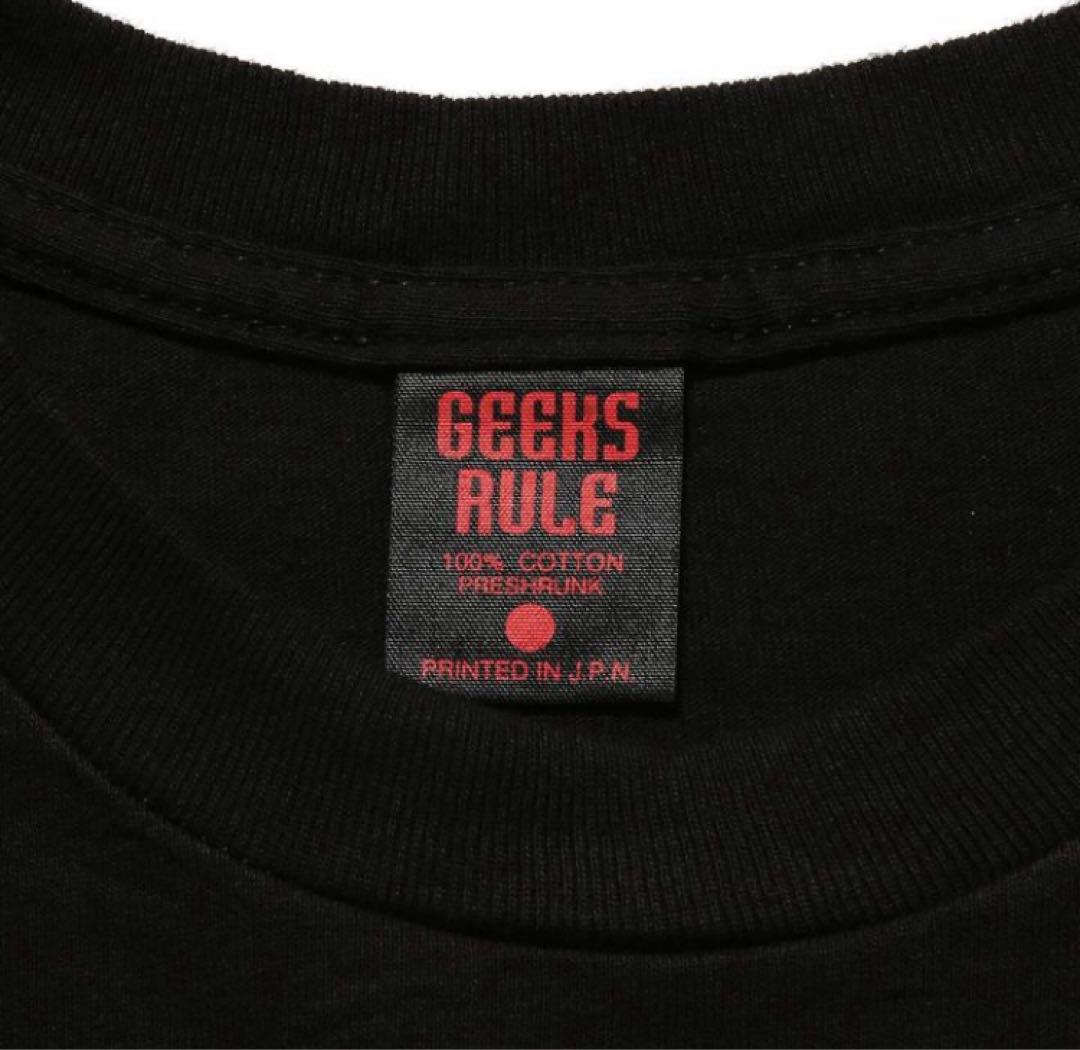 GEEKS
RULE
100% COTTON
PRESHRUNK
PRINTED IN J.P.N.